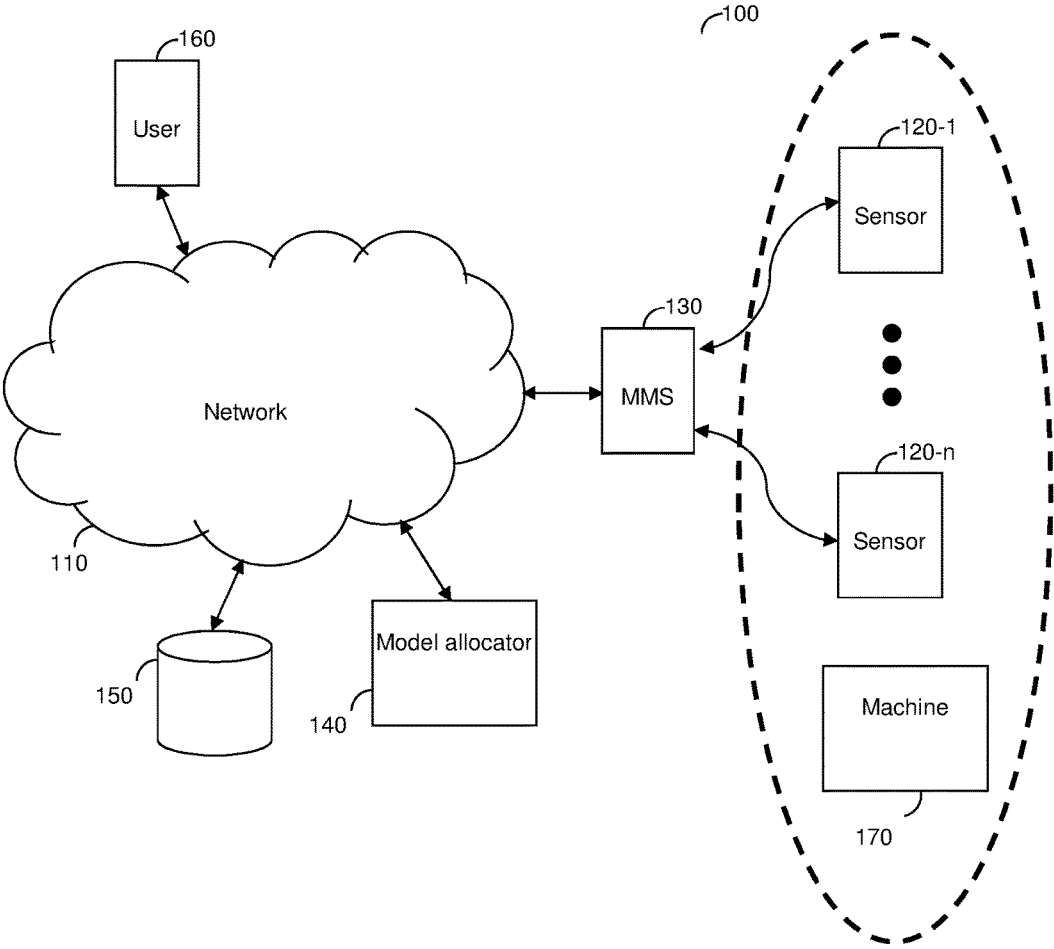 100
160
User
120-1
Sensor
130
MMS
Network
120-n
Sensor
110
Model allocator
150
140
Machine
170